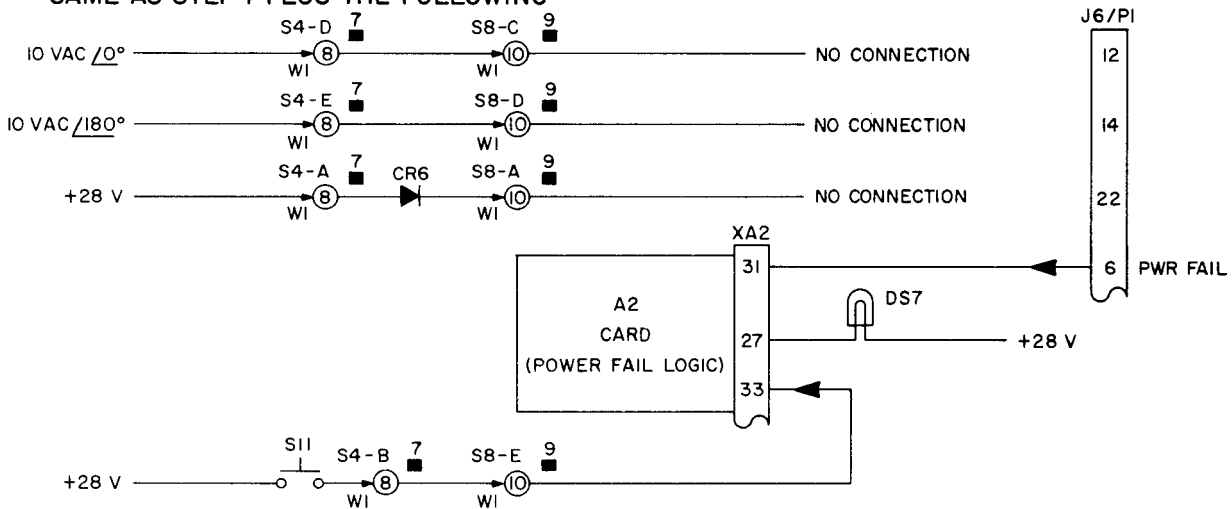 SAME AS STEP 1 PLUS THE FOLLOWING
J6/P1
S4-D 7 S8-C 9
10 VAC /0° 8 10 NO CONNECTION 12
W1 W1
S4-E 7 S8-D 9
10 VAC /180° 8 10 NO CONNECTION 14
W1 W1
S4-A 7 CR6 S8-A 9
+28 V 8 10 NO CONNECTION 22
W1 W1
XA2
31 6 PWR FAIL
A2
CARD
(POWER FAIL LOGIC)
DS7
27 +28 V
33
S11 S4-B 7 S8-E 9
+28 V 8 10
W1 W1